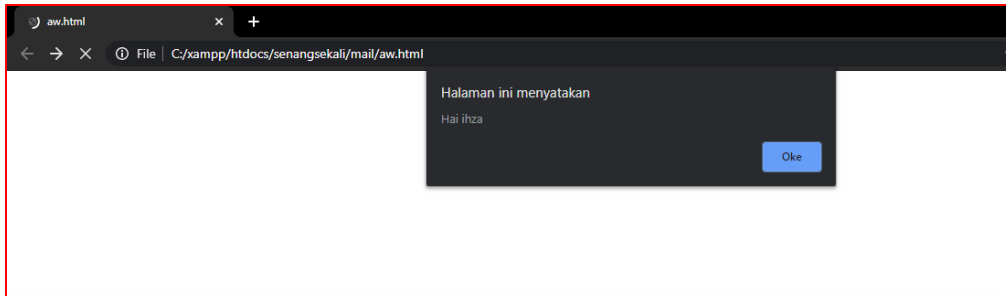 aw.html
File C:/xampp/htdocs/senangsekali/mail/aw.html
Halaman ini menyatakan
Hai ihza
Oke